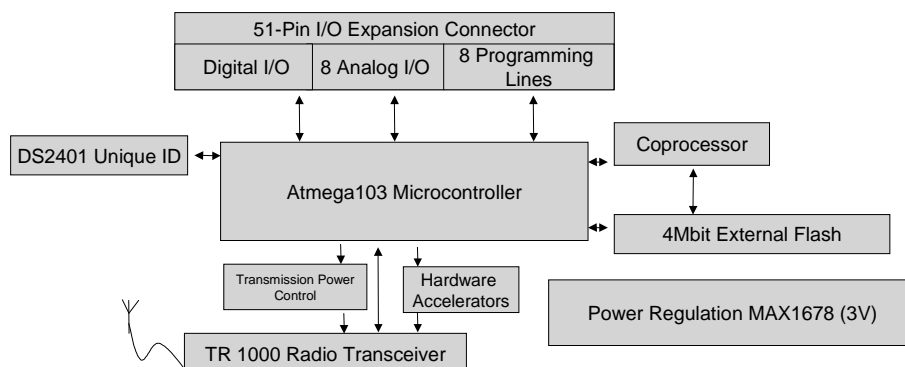 51-Pin I/O Expansion Connector
Digital I/O
8 Analog I/O
8 Programming
Lines
DS2401 Unique ID
Atmega103 Microcontroller
Coprocessor
4Mbit External Flash
Transmission Power
Control
Hardware
Accelerators
Power Regulation MAX1678 (3V)
TR 1000 Radio Transceiver